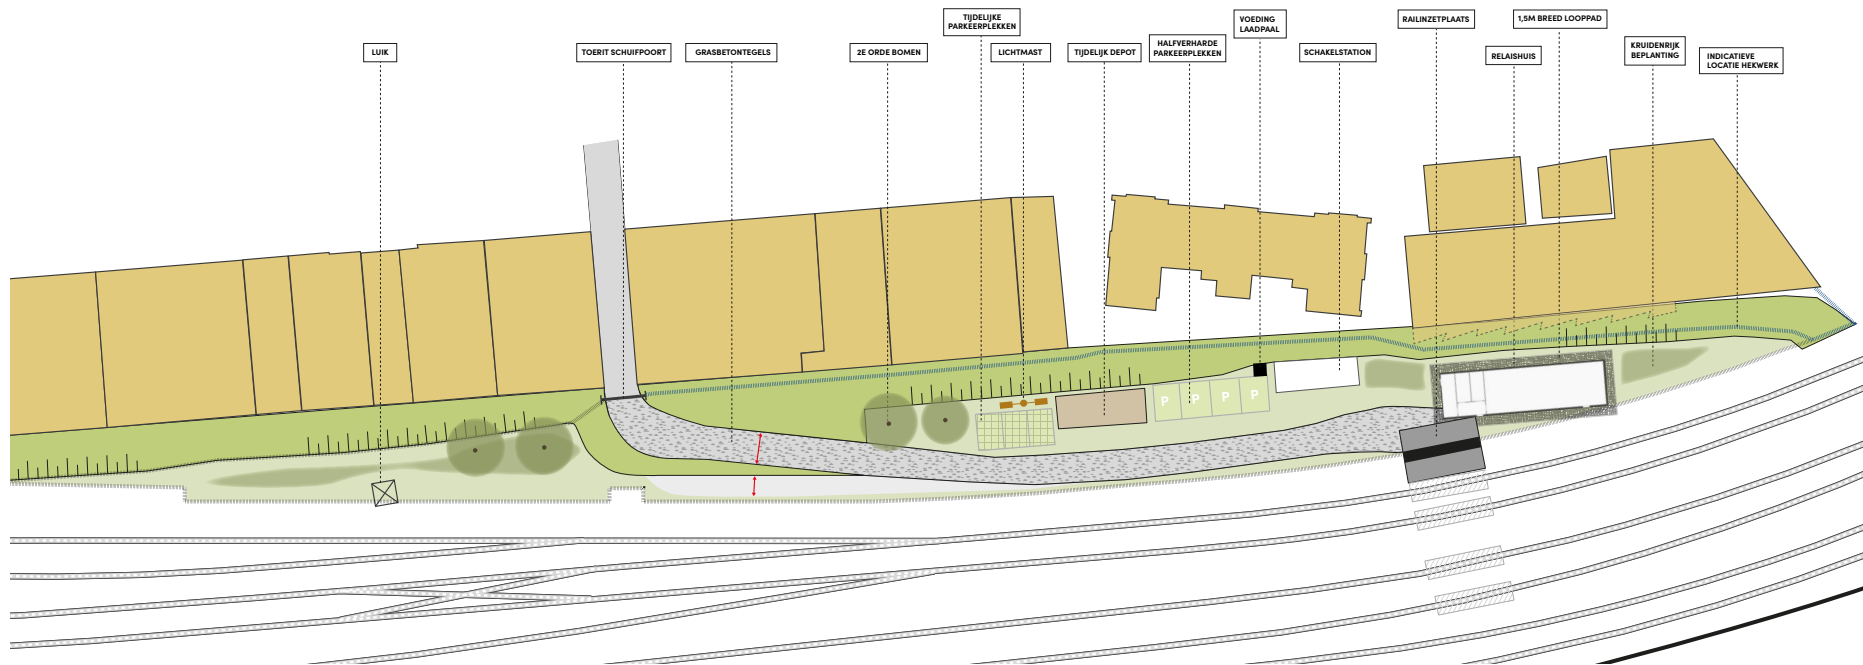 LUIK
TOERIT SCHUIFPOORT
GRASBETONTEGELS
2E ORDE BOMEN
TIJDELIJKE
PARKEERPLEKKEN
LICHTMAST
TIJDELIJK DEPOT
HALFVERHARDE
PARKEERPLEKKEN
VOEDING
LAADPAAL
SCHAKELSTATION
RAILINZETPLAATS
RELAISHUIS
1,5M BREED LOOPPAD
KRUIDENRIJK
BEPLANTING
INDICATIEVE
LOCATIE HEKWERK
P P P P